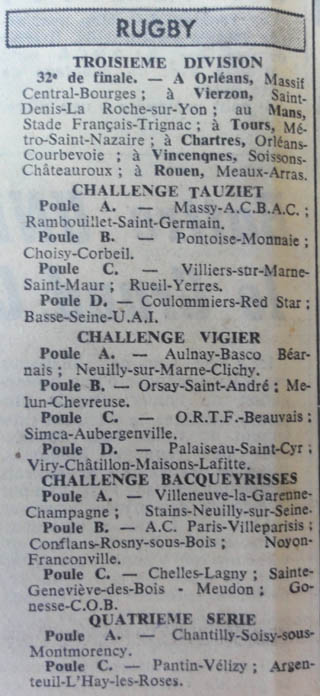 RUGBY
TROISIEME DIVISION
32e de finale. — A Orléans, Massif
Central-Bourges ; à Vierzon, Saint-
Denis-La Roche-sur-Yon ; au Mans,
Stade Français-Trignac ; à Tours, Mé-
tro-Saint-Nazaire ; à Chartres, Orléans-
Courbevoie ; à Vincenqnes, Soissons-
Châteauroux ; à Rouen, Meaux-Arras.
CHALLENGE TAUZIET
Poule A. — Massy-A.C.B.A.C. ;
Rambouillet-Saint-Germain.
Poule B. — Pontoise-Monnaie ;
Choisy-Corbeil.
Poule C. — Villiers-sur-Marne-
Saint-Maur ; Rueil-Yerres.
Poule D. — Coulommiers-Red Star ;
Basse-Seine-U.A.I.
CHALLENGE VIGIER
Poule A. — Aulnay-Basco Béar-
nais ; Neuilly-sur-Marne-Clichy.
Poule B. — Orsay-Saint-André ; Me-
lun-Chevreuse.
Poule C. — O.R.T.F.-Beauvais ;
Simca-Aubergenville.
Poule D. — Palaiseau-Saint-Cyr ;
Viry-Châtillon-Maisons-Lafitte.
CHALLENGE BACQUEYRISSES
Poule A. — Villeneuve-la-Garenne-
Champagne ; Stains-Neuilly-sur-Seine.
Poule B. — A.C. Paris-Villeparisis ;
Conflans-Rosny-sous-Bois ; Noyon-
Franconville.
Poule C. — Chelles-Lagny ; Sainte-
Geneviève-des-Bois - Meudon ; Go-
nesse-C.O.B.
QUATRIEME SERIE
Poule A. — Chantilly-Soisy-sous-
Montmorency.
Poule C. — Pantin-Vélizy ; Argen-
teuil-L'Hay-les-Roses.